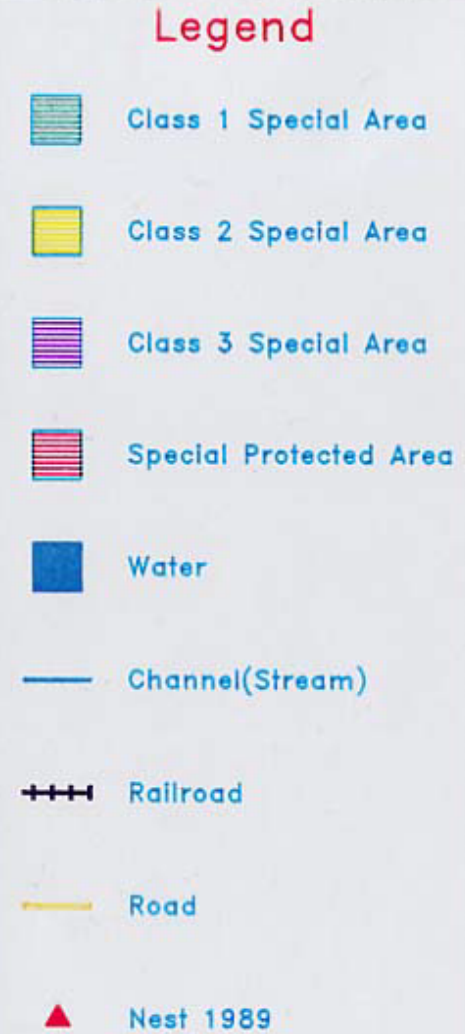 Legend
Class 1 Special Area
Class 2 Special Area
Class 3 Special Area
Special Protected Area
Water
Channel(Stream)
Railroad
Road
Nest 1989